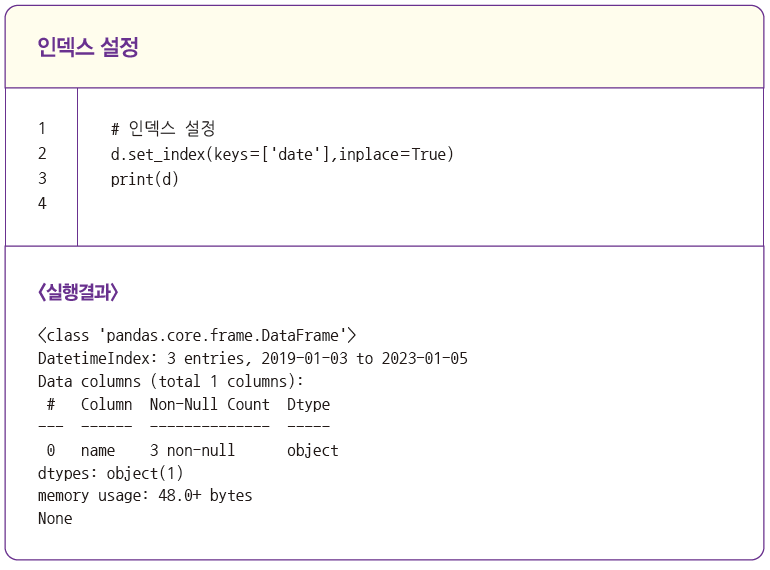 인덱스 설정
1 # 인덱스 설정
2 d.set_index(keys=['date'],inplace=True)
3 print(d)
4
<실행결과>
<class 'pandas.core.frame.DataFrame'>
DatetimeIndex: 3 entries, 2019-01-03 to 2023-01-05
Data columns (total 1 columns):
 #   Column  Non-Null Count  Dtype
---  ------  --------------  -----
 0   name    3 non-null      object
dtypes: object(1)
memory usage: 48.0+ bytes
None